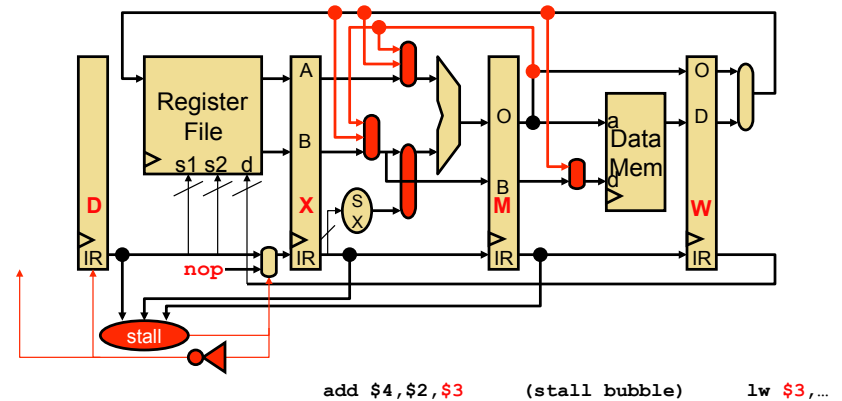 A
O
O
Register
File
B
a
Data
Mem
D
s1 s2 d
S
X
B
d
D
X
M
W
IR
nop
IR
IR
IR
stall
add $4,$2,$3 (stall bubble) lw $3,…